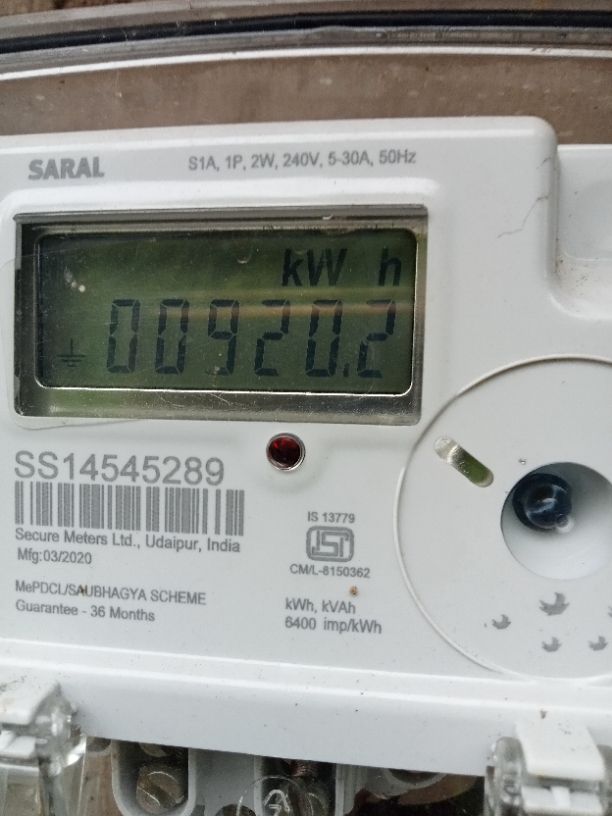 SARAL
S1A, 1P, 2W, 240V, 5-30A, 50Hz
kW h
00920.2
SS14545289
Secure Meters Ltd., Udaipur, India
Mfg:03/2020
MePDCL/SAUBHAGYA SCHEME
Guarantee - 36 Months
IS 13779
CM/L-8150362
kWh, kVAh
6400 imp/kWh